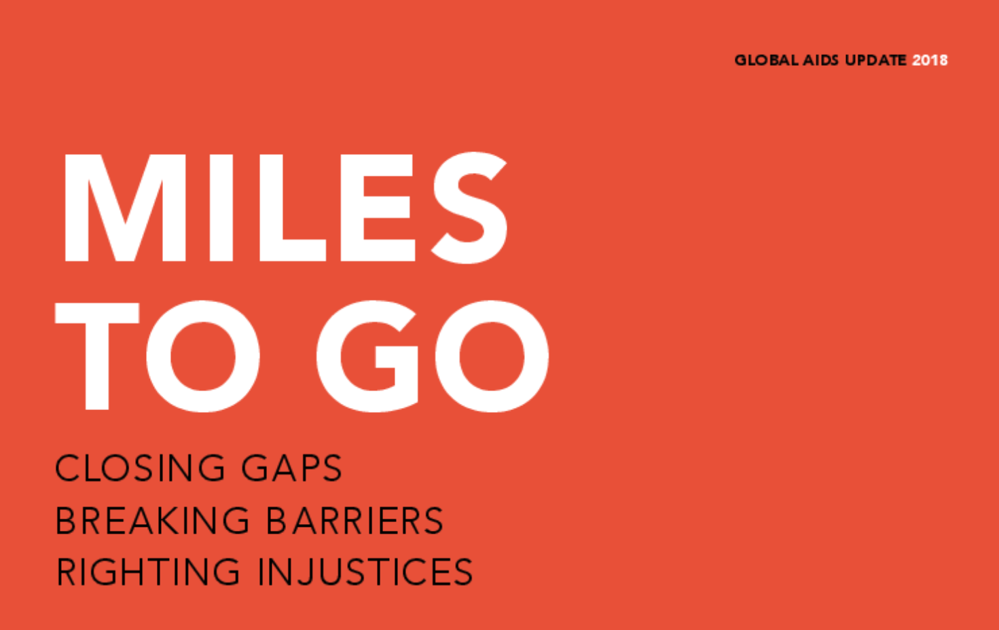 GLOBAL AIDS UPDATE 2018
MILES
TO GO
CLOSING GAPS
BREAKING BARRIERS
RIGHTING INJUSTICES